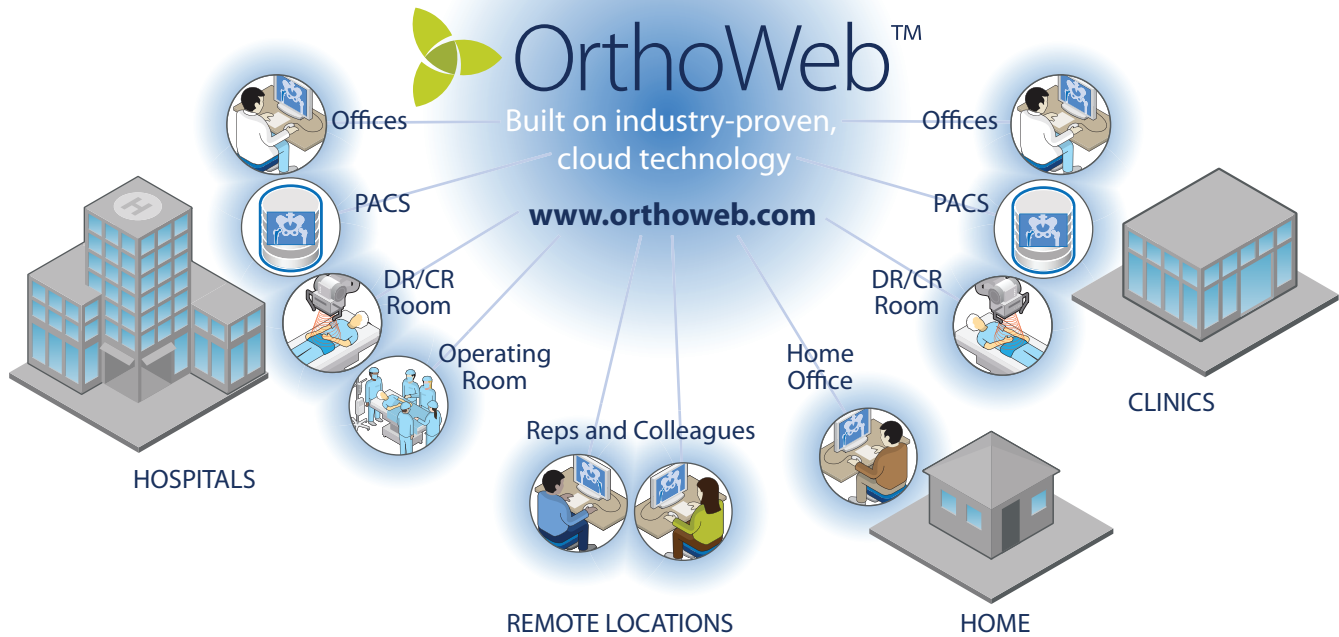 OrthoWeb™
Built on industry-proven,
cloud technology
www.orthoweb.com
Offices
PACS
DR/CR
Room
Operating
Room
HOSPITALS
H
Reps and Colleagues
REMOTE LOCATIONS
Home
Office
HOME
Offices
PACS
DR/CR
Room
CLINICS